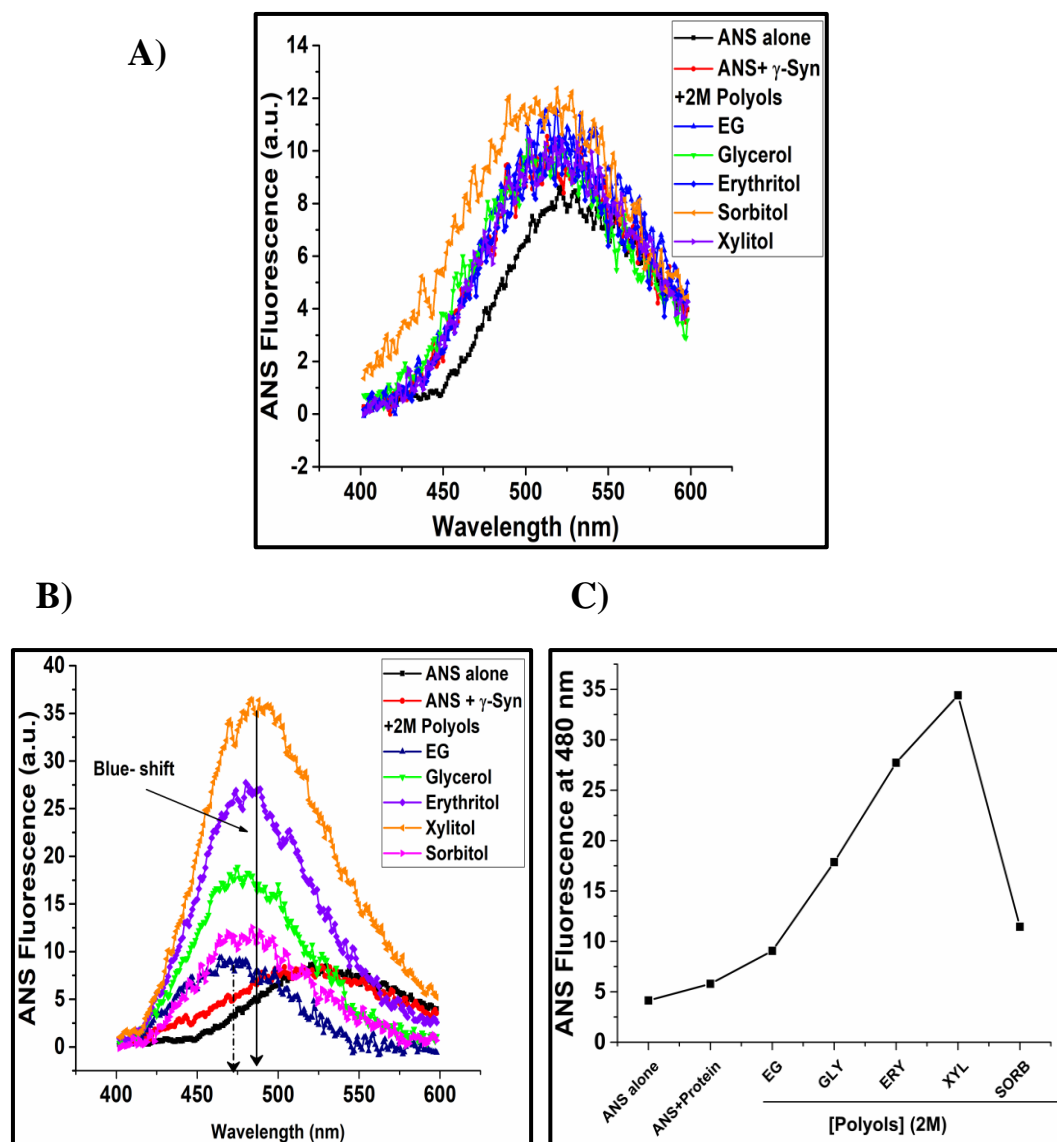 A)
ANS Fluorescence (a.u.)
14
12
10
8
6
4
2
0
-2
400
450
500
550
600
Wavelength (nm)
ANS alone
ANS+ γ-Syn
+2M Polyols
EG
Glycerol
Erythritol
Sorbitol
Xylitol
B)
ANS Fluorescence (a.u.)
40
35
30
25
20
15
10
5
0
400
450
500
550
600
Wavelength (nm)
Blue- shift
ANS alone
ANS + γ-Syn
+2M Polyols
EG
Glycerol
Erythritol
Xylitol
Sorbitol
C)
ANS Fluorescence at 480 nm
35
30
25
20
15
10
5
0
ANS alone
ANS+Protein
EG
GLY
ERY
XYL
SORB
[Polyols] (2M)